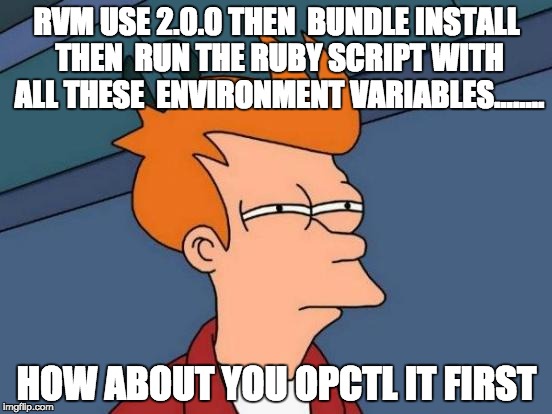 RVM USE 2.0.0 THEN BUNDLE INSTALL
THEN RUN THE RUBY SCRIPT WITH
ALL THESE ENVIRONMENT VARIABLES........
HOW ABOUT YOU OPCTL IT FIRST
imgflip.com